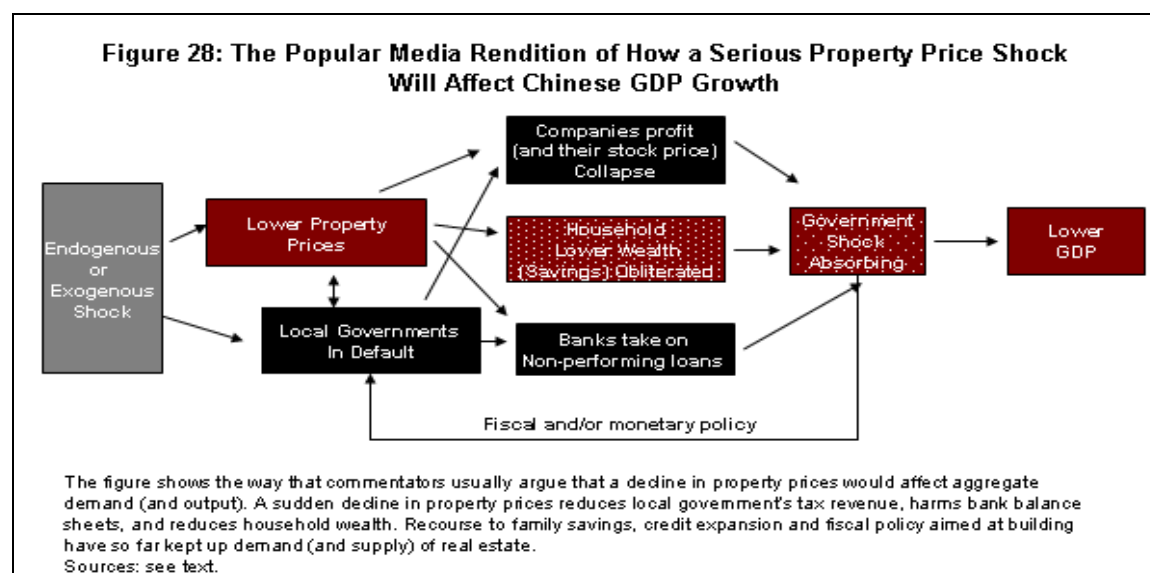 Figure 28: The Popular Media Rendition of How a Serious Property Price Shock
Will Affect Chinese GDP Growth
Companies profit
(and their stock price)
Collapse
Endogenous
or
Exogenous
Shock
Lower Property
Prices
Household
Lower Wealth
(Savings) Obliterated
Government
Shock
Absorbing
Lower
GDP
Local Governments
In Default
Banks take on
Non-performing loans
Fiscal and/or monetary policy
The figure shows the way that commentators usually argue that a decline in property prices would affect aggregate
demand (and output). A sudden decline in property prices reduces local government's tax revenue, harms bank balance
sheets, and reduces household wealth. Recourse to family savings, credit expansion and fiscal policy aimed at building
have so far kept up demand (and supply) of real estate.
Sources: see text.